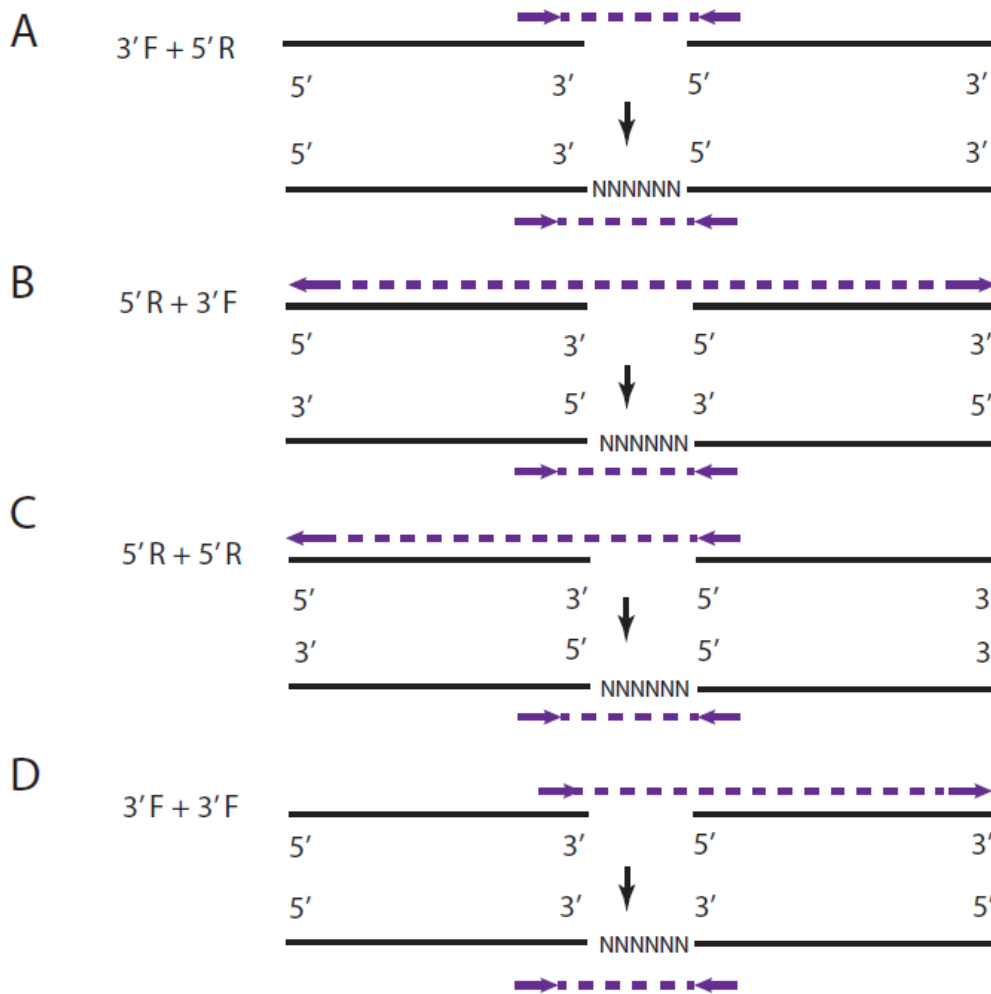 A
3′F + 5′R
5′ 3′ 5′ 3′
5′ 3′ 5′ 3′
NNNNNN
B
5′R + 3′F
5′ 3′ 5′ 3′
3′ 5′ 3′ 5′
NNNNNN
C
5′R + 5′R
5′ 3′ 5′ 3
3′ 5′ 5′ 3
NNNNNN
D
3′F + 3′F
5′ 3′ 5′ 3′
5′ 3′ 3′ 5′
NNNNNN